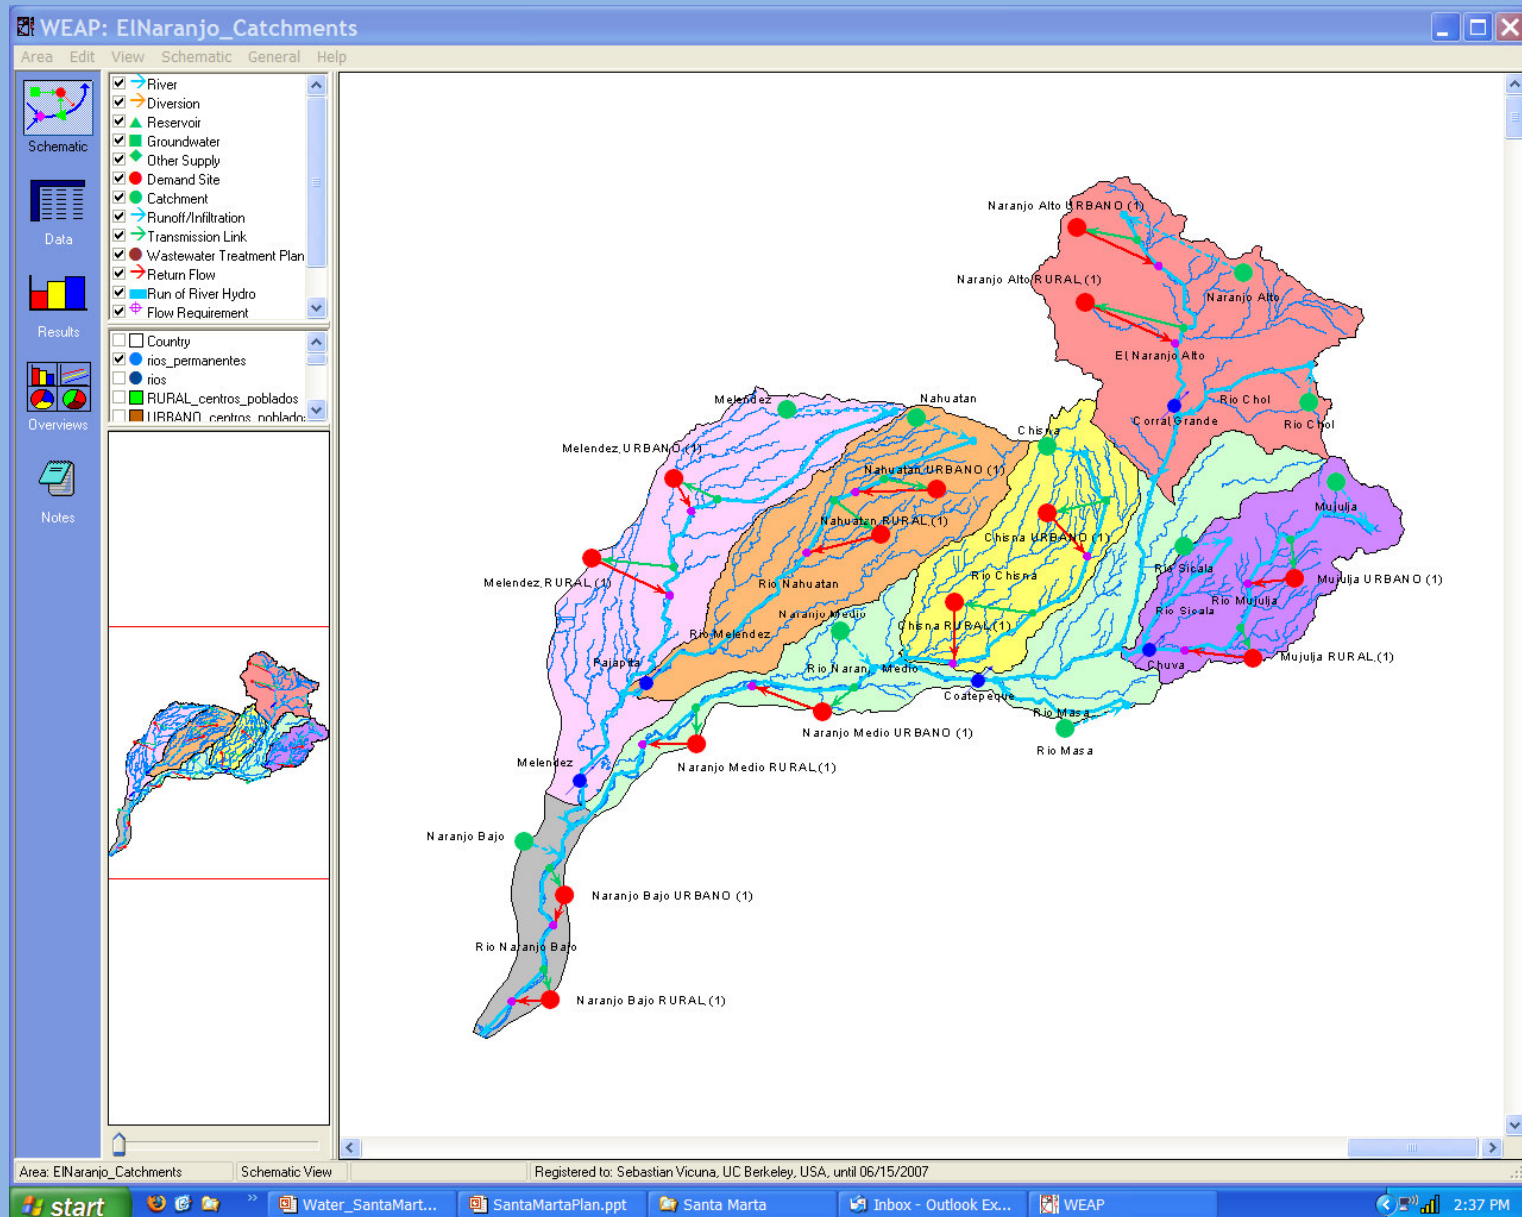 WEAP: ElNaranjo_Catchments
Area Edit View Schematic General Help
Schematic
Data
Results
Overviews
Notes
River
Diversion
Reservoir
Groundwater
Other Supply
Demand Site
Catchment
Runoff/Infiltration
Transmission Link
Wastewater Treatment Plan
Return Flow
Run of River Hydro
Flow Requirement
Country
rios_permanentes
rios
RURAL_centros_poblados
URBANO_centros_poblado
Naranjo Alto URBANO (1)
Naranjo Alto RURAL (1)
Naranjo Alto
El Naranjo Alto
Rio Chol
Corral Grande
Rio Chol
Melendez
Nahuatan
Chisna
Melendez URBANO (1)
Nahuatan URBANO (1)
Mujulja
Nahuatan RURAL (1)
Chisna URBANO (1)
Rio Sicala
Melendez RURAL (1)
Rio Nahuatan
Rio Chisna
Mujulja URBANO (1)
Rio Mujulja
Rio Sicala
Naranjo Medio
Chisna RURAL (1)
Rio Melendez
Mujulja RURAL (1)
Pajapita
Rio Naran Medio
Chuva
Coatepeque
Rio Masa
Naranjo Medio URBANO (1)
Rio Masa
Melendez
Naranjo Medio RURAL (1)
Naranjo Bajo
Naranjo Bajo URBANO (1)
Rio Naranjo Bajo
Naranjo Bajo RURAL (1)
Area: ElNaranjo_Catchments Schematic View Registered to: Sebastian Vicuna, UC Berkeley, USA, until 06/15/2007
start Water_SantaMart... SantaMartaPlan.ppt Santa Marta Inbox - Outlook Ex... WEAP 2:37 PM